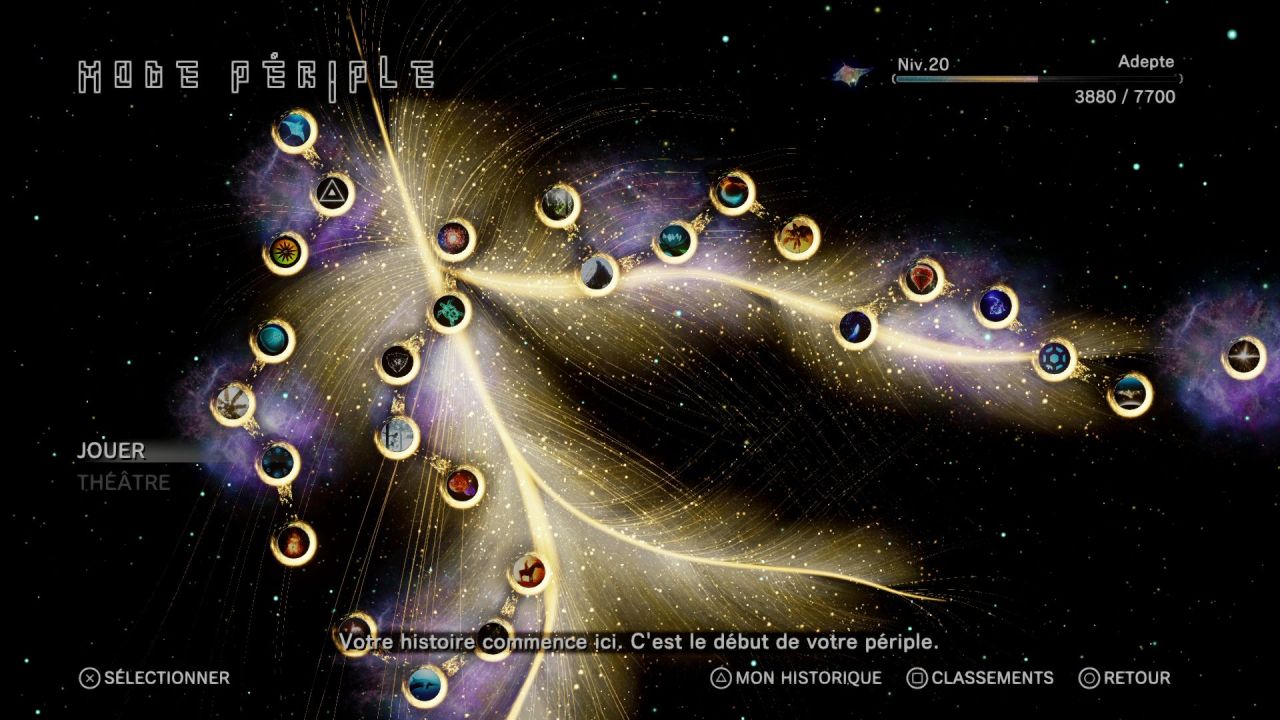 MODE PÉRIPLE
Niv.20
Adepte
3880 / 7700
JOUER
THÉÂTRE
Votre histoire commence ici. C'est le début de votre périple.
SÉLECTIONNER
MON HISTORIQUE
CLASSEMENTS
RETOUR